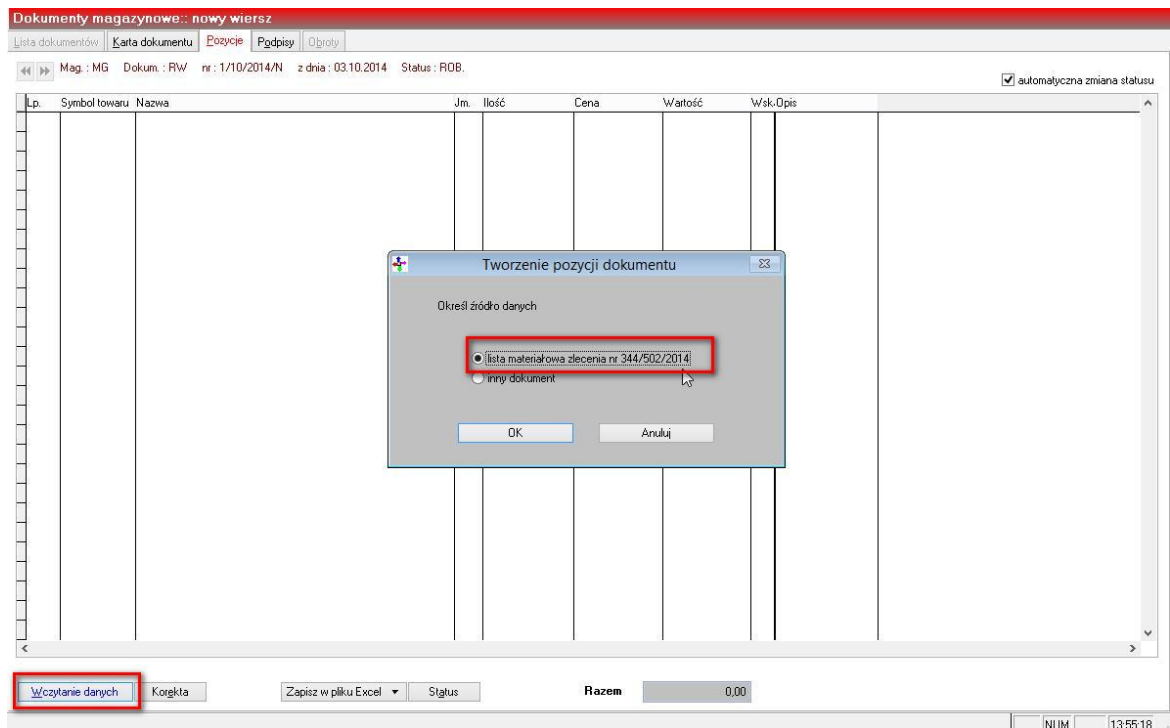 Dokumenty magazynowe:: nowy wiersz
Lista dokumentów Karta dokumentu Pozycje Podpisy Obroty
Mag. : MG Dokum. : RW nr : 1/10/2014/N z dnia : 03.10.2014 Status : ROB.
automatyczna zmiana statusu
Lp. Symbol towaru Nazwa Jm. Ilość Cena Wartość Wsk. Opis
Tworzenie pozycji dokumentu
Określ źródło danych
lista materiałowa zlecenia nr 344/502/2014
inny dokument
OK Anuluj
Wczytanie danych Korekta Zapisz w pliku Excel Status Razem 0,00
NUM 13:55:18